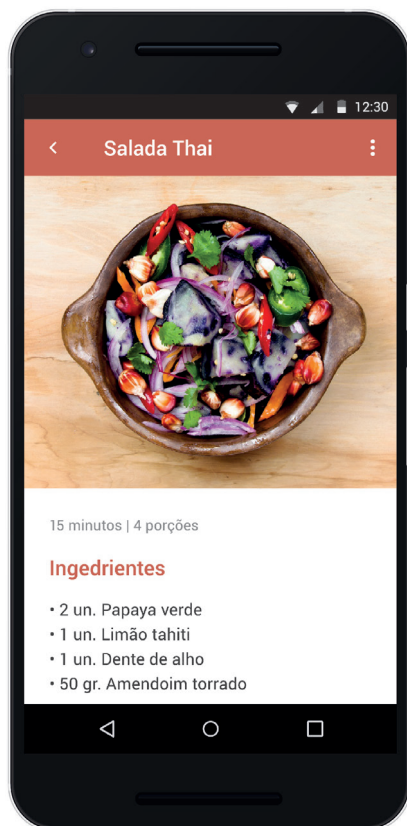 12:30
Salada Thai
15 minutos | 4 porções
Ingedrientes
• 2 un. Papaya verde
• 1 un. Limão tahiti
• 1 un. Dente de alho
• 50 gr. Amendoim torrado